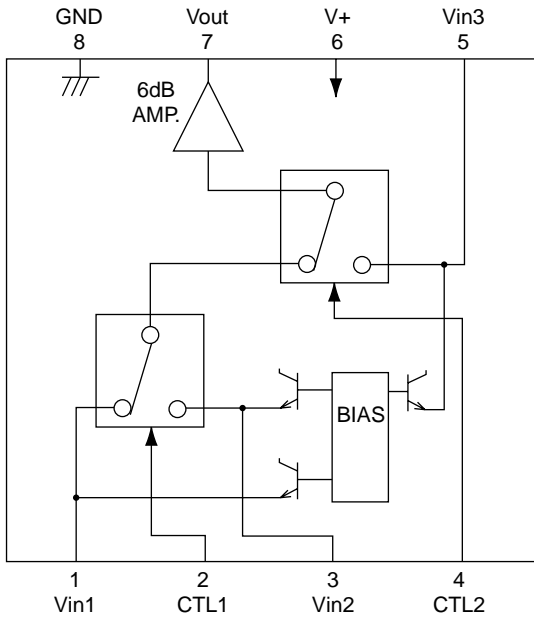 GND Vout V+ Vin3
8 7 6 5
6dB
AMP.
BIAS
1 2 3 4
Vin1 CTL1 Vin2 CTL2